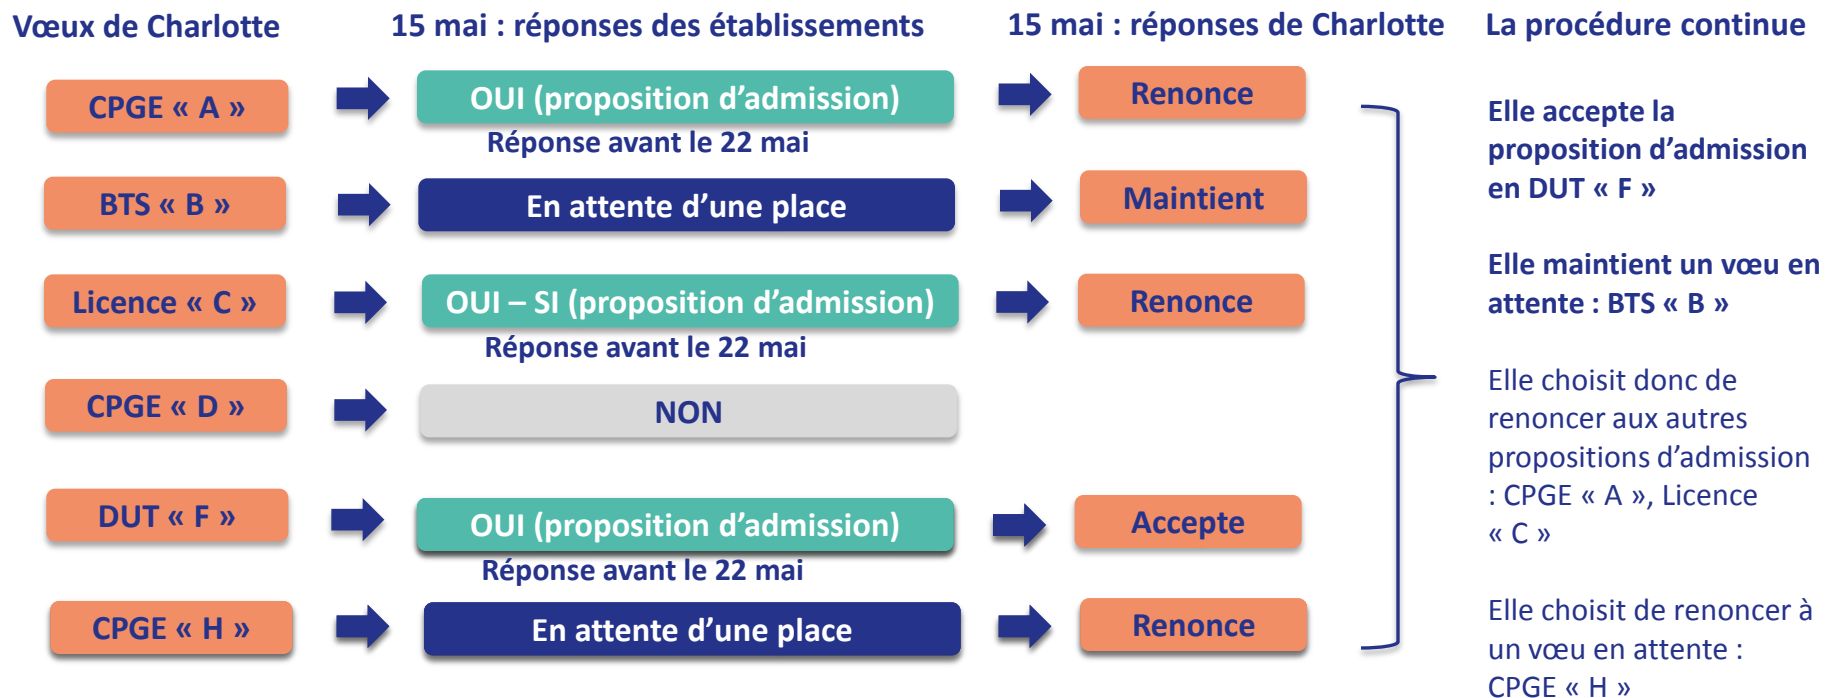 Vœux de Charlotte
15 mai : réponses des établissements
15 mai : réponses de Charlotte
La procédure continue
CPGE « A »
OUI (proposition d’admission)
Réponse avant le 22 mai
Renonce
BTS « B »
En attente d’une place
Maintient
Licence « C »
OUI – SI (proposition d’admission)
Réponse avant le 22 mai
Renonce
CPGE « D »
NON
DUT « F »
OUI (proposition d’admission)
Réponse avant le 22 mai
Accepte
CPGE « H »
En attente d’une place
Renonce
Elle accepte la
proposition d’admission
en DUT « F »
Elle maintient un vœu en
attente : BTS « B »
Elle choisit donc de
renoncer aux autres
propositions d’admission
: CPGE « A », Licence
« C »
Elle choisit de renoncer à
un vœu en attente :
CPGE « H »